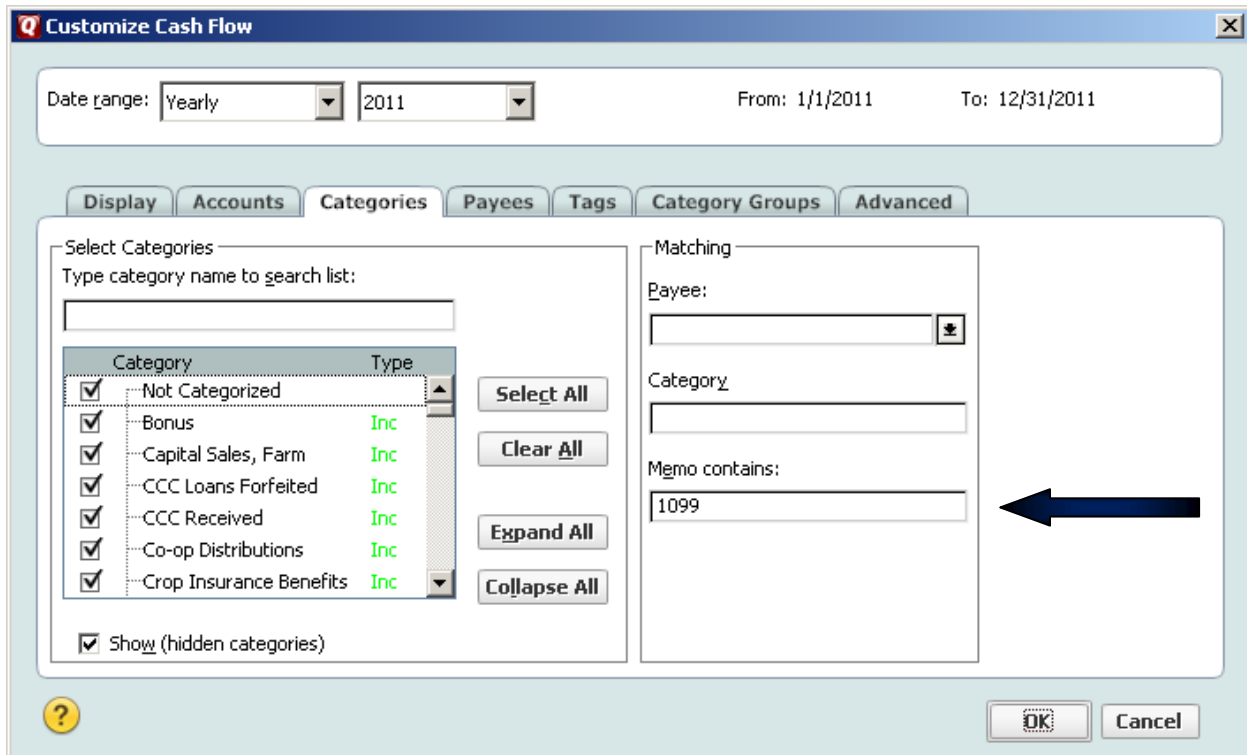 Customize Cash Flow
Date range: Yearly 2011 From: 1/1/2011 To: 12/31/2011
Display Accounts Categories Payees Tags Category Groups Advanced
Select Categories
Type category name to search list:
Category Type
Not Categorized
Bonus Inc
Capital Sales, Farm Inc
CCC Loans Forfeited Inc
CCC Received Inc
Co-op Distributions Inc
Crop Insurance Benefits Inc
Select All
Clear All
Expand All
Collapse All
Show (hidden categories)
Matching
Payee:
Category
Memo contains:
1099
?
OK Cancel